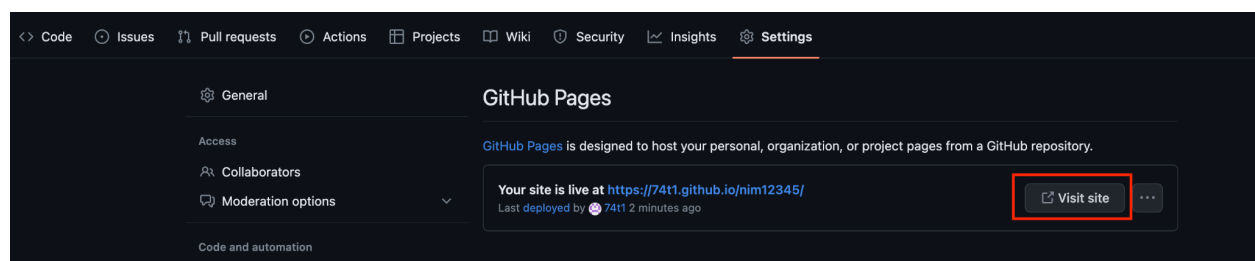 <> Code Issues Pull requests Actions Projects Wiki Security Insights Settings
General
Access
Collaborators
Moderation options
Code and automation
GitHub Pages
GitHub Pages is designed to host your personal, organization, or project pages from a GitHub repository.
Your site is live at https://74t1.github.io/nim12345/
Last deployed by 74t1 2 minutes ago
Visit site ...